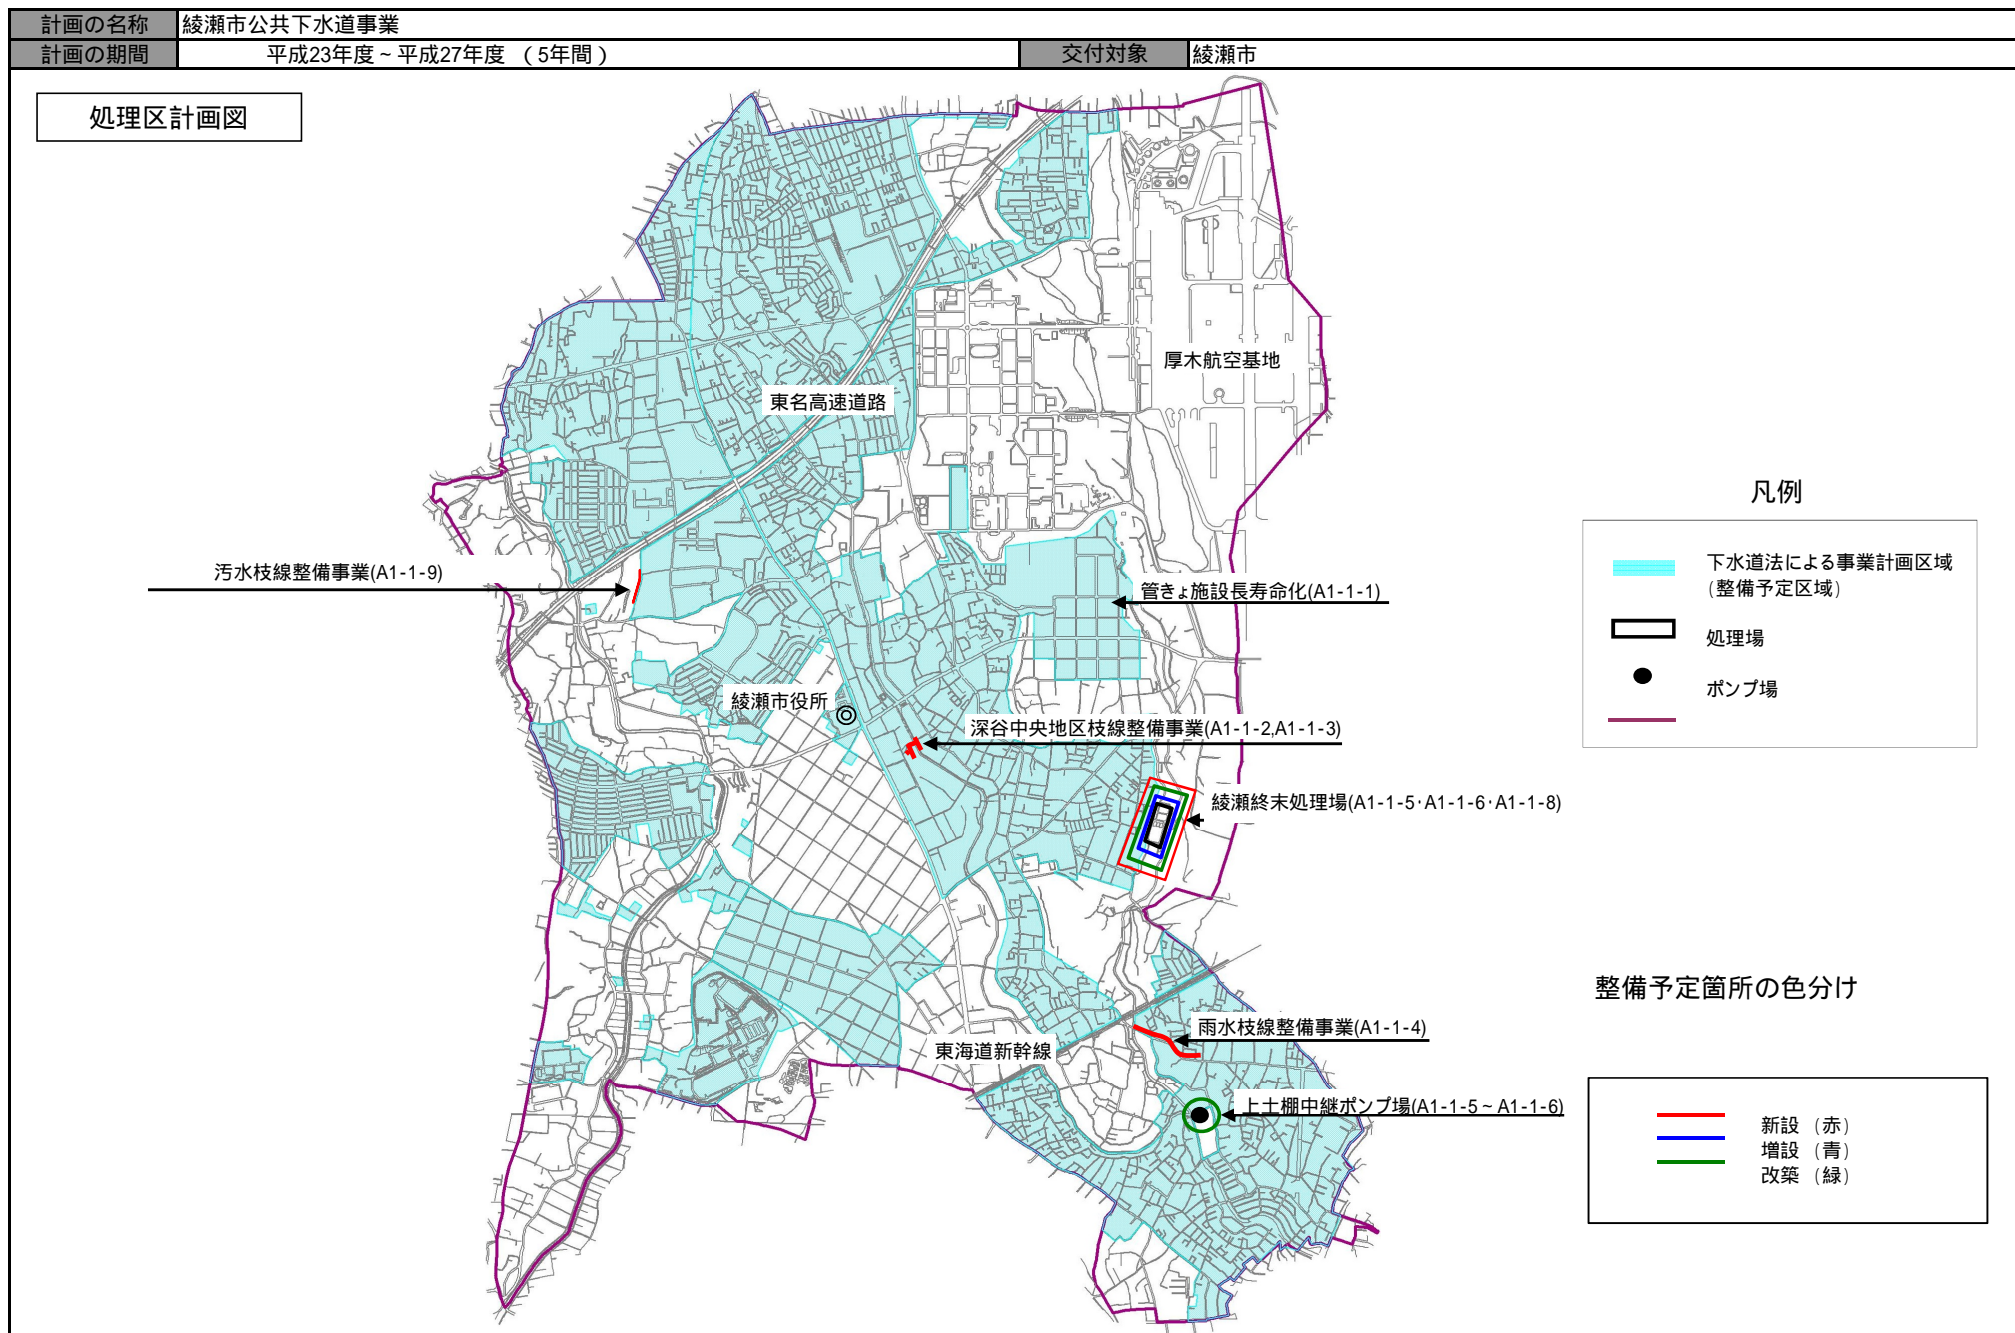 計画の名称 綾瀬市公共下水道事業
計画の期間 平成23年度~平成27年度 (5年間) 交付対象 綾瀬市
処理区計画図
厚木航空基地
東名高速道路
汚水枝線整備事業(A1-1-9)
管きょ施設長寿命化(A1-1-1)
綾瀬市役所
深谷中央地区枝線整備事業(A1-1-2,A1-1-3)
綾瀬終末処理場(A1-1-5・A1-1-6・A1-1-8)
雨水枝線整備事業(A1-1-4)
東海道新幹線
上土棚中継ポンプ場(A1-1-5~A1-1-6)
凡例
下水道法による事業計画区域
(整備予定区域)
処理場
ポンプ場
整備予定箇所の色分け
新設 (赤)
増設 (青)
改築 (緑)